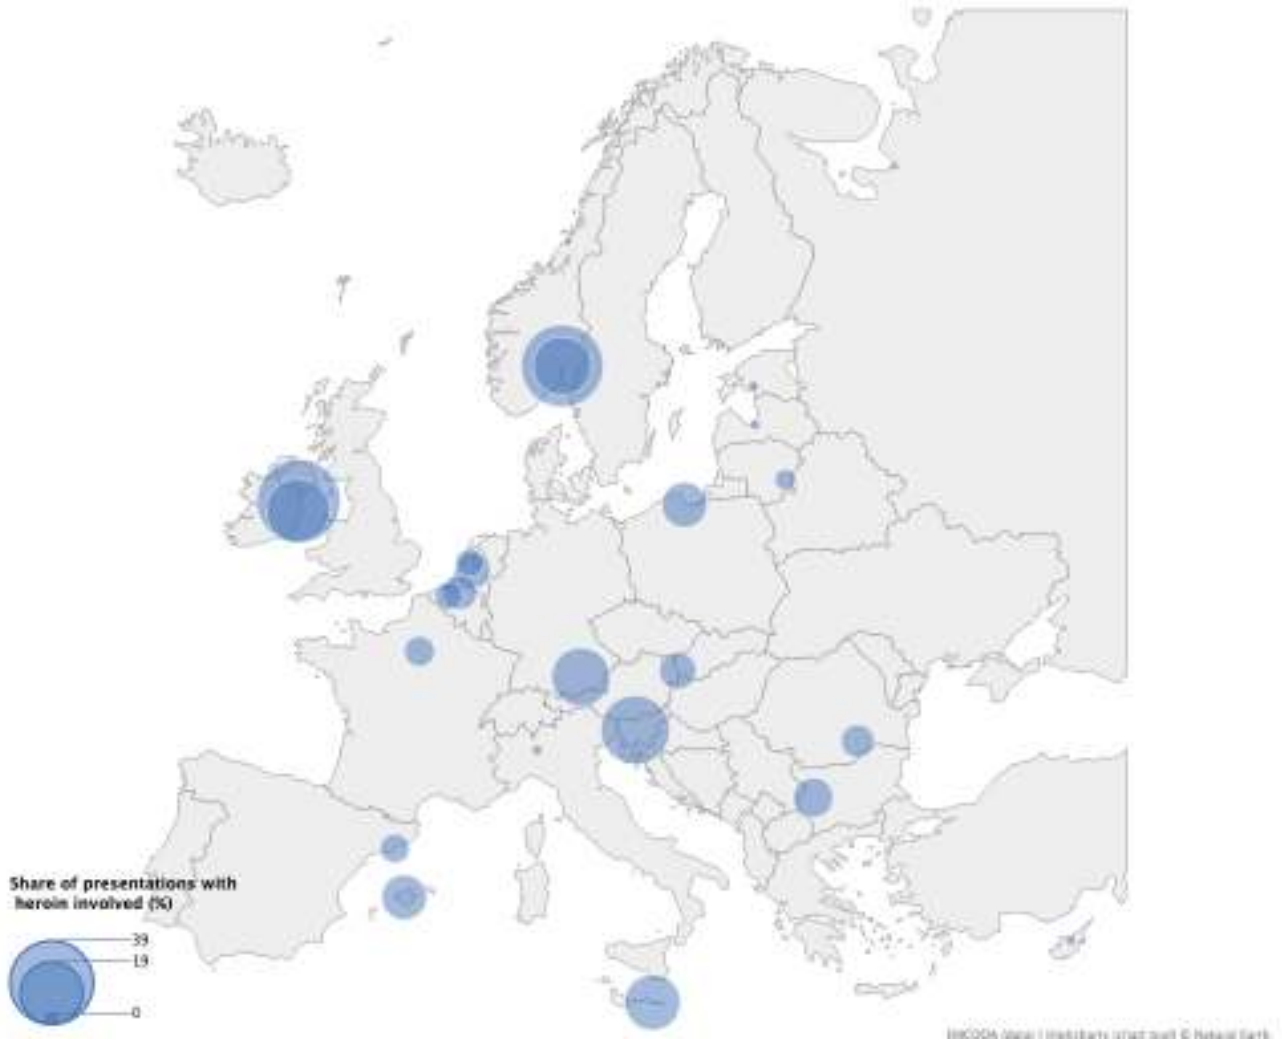 Share of presentations with
heroin involved (%)
39
19
0